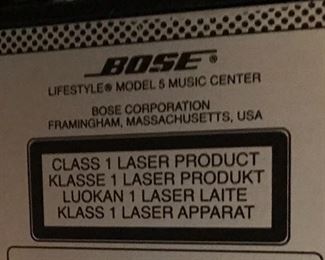 BOSE®
LIFESTYLE® MODEL 5 MUSIC CENTER
BOSE CORPORATION
FRAMINGHAM, MASSACHUSETTS, USA
CLASS 1 LASER PRODUCT
KLASSE 1 LASER PRODUKT
LUOKAN 1 LASER LAITE
KLASS 1 LASER APPARAT